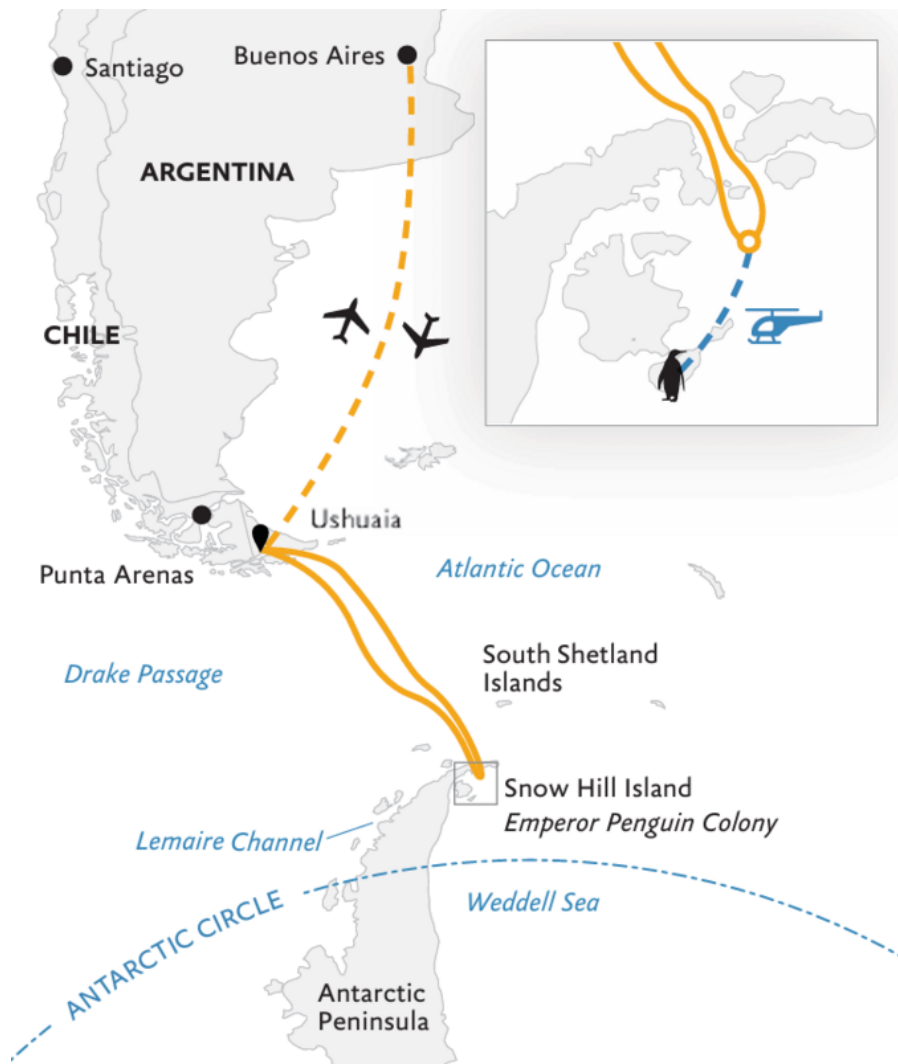 Santiago
Buenos Aires
ARGENTINA
CHILE
Ushuaia
Punta Arenas
Atlantic Ocean
Drake Passage
South Shetland
Islands
Snow Hill Island
Emperor Penguin Colony
Lemaire Channel
ANTARCTIC CIRCLE
Weddell Sea
Antarctic
Peninsula